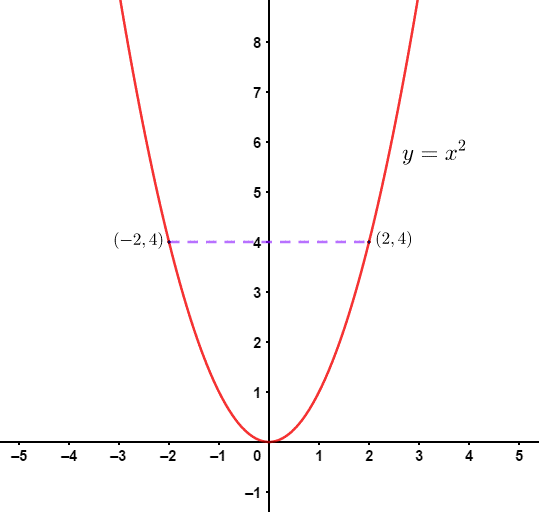 8
7
6
y = x²
5
(−2, 4) 4 (2, 4)
3
2
1
–5 –4 –3 –2 –1 0 1 2 3 4 5
–1